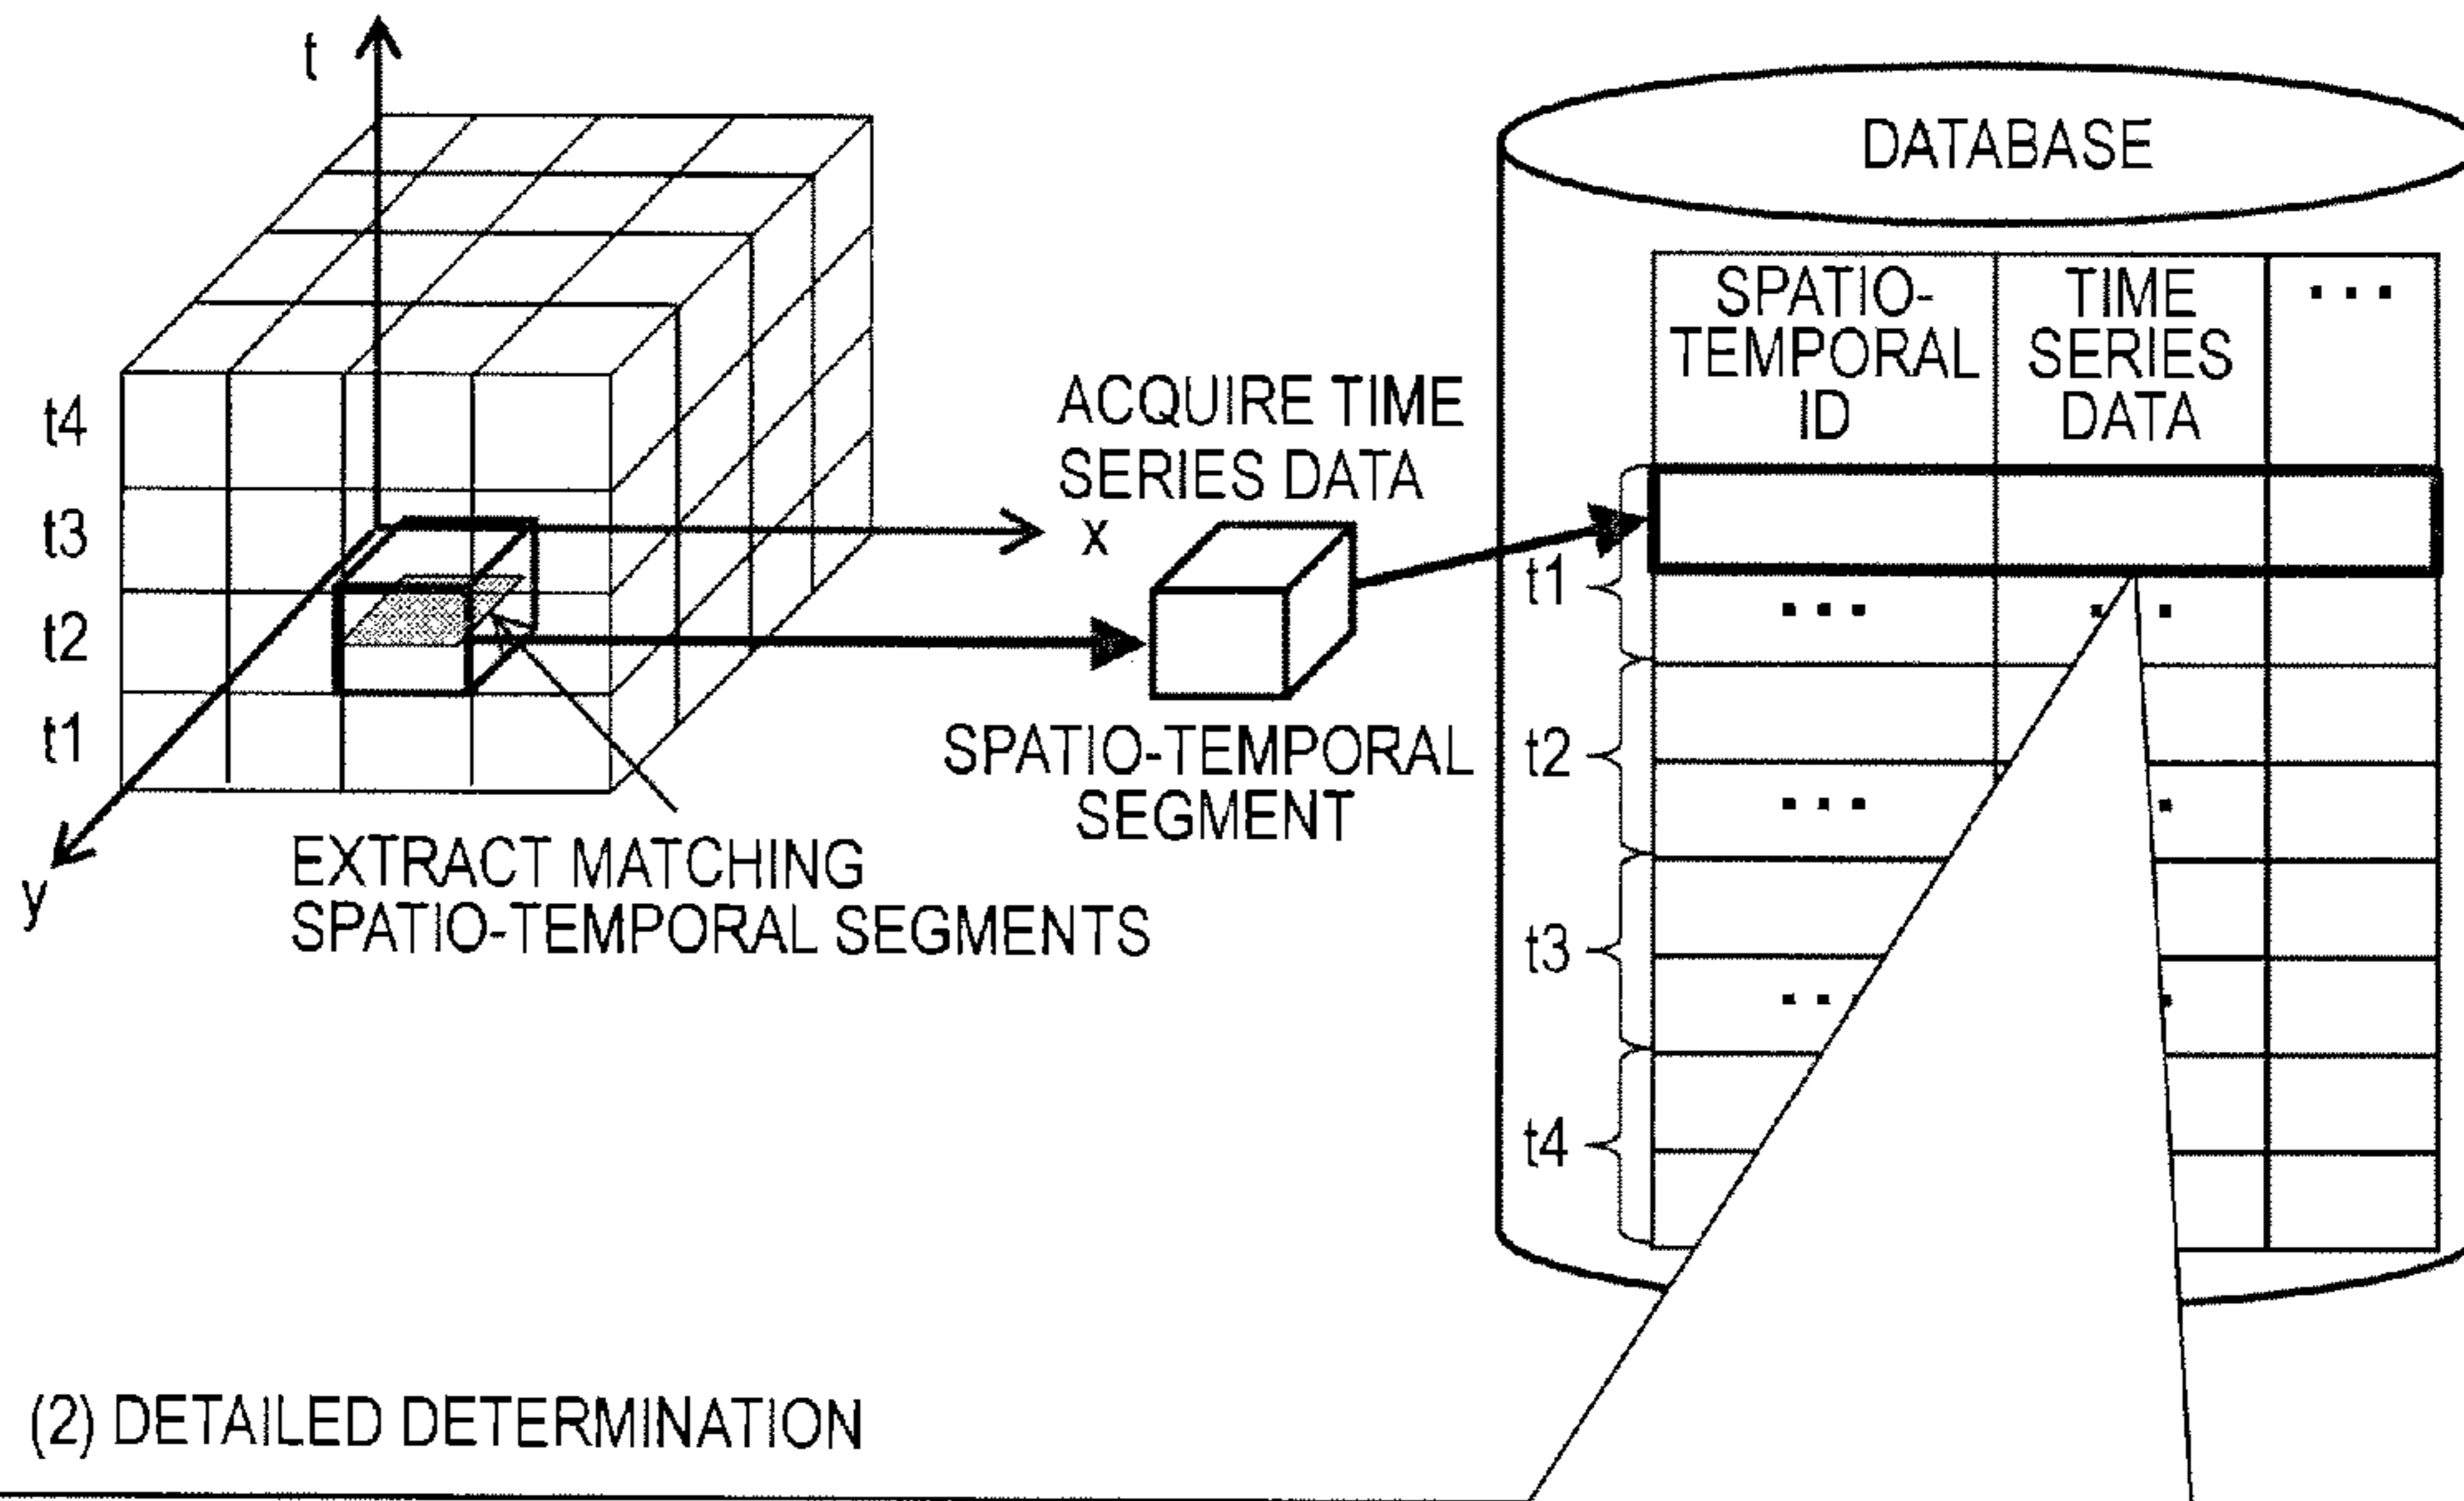 t
t4
t3
t2
t1
x
y
EXTRACT MATCHING
SPATIO-TEMPORAL SEGMENTS
ACQUIRE TIME
SERIES DATA
SPATIO-TEMPORAL
SEGMENT
DATABASE
SPATIO-
TEMPORAL
ID
TIME
SERIES
DATA
...
t1
... . .
t2
... .
t3
... .
t4
(2) DETAILED DETERMINATION